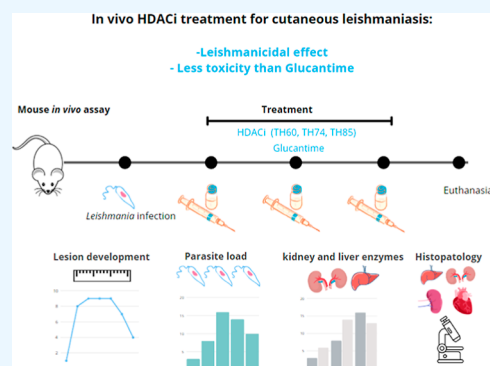 In vivo HDACi treatment for cutaneous leishmaniasis:
-Leishmanicidal effect
- Less toxicity than Glucantime
Mouse in vivo assay
Treatment
HDACi (TH60, TH74, TH85)
Glucantime
Euthanasia
Leishmania infection
Lesion development
Parasite load
kidney and liver enzymes
Histopatology